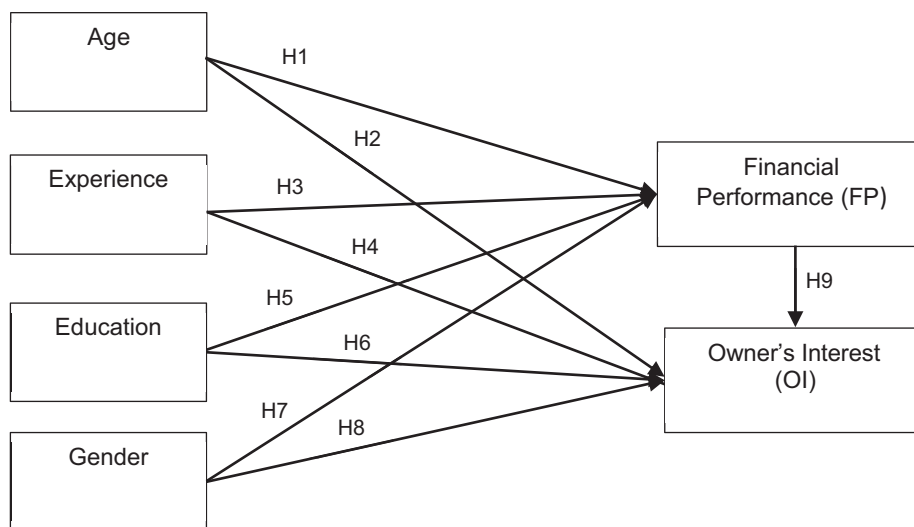 Age
H1
H2
Experience
H3
Financial
Performance (FP)
H4
H9
Education
H5
H6
Owner’s Interest
(OI)
H7
H8
Gender